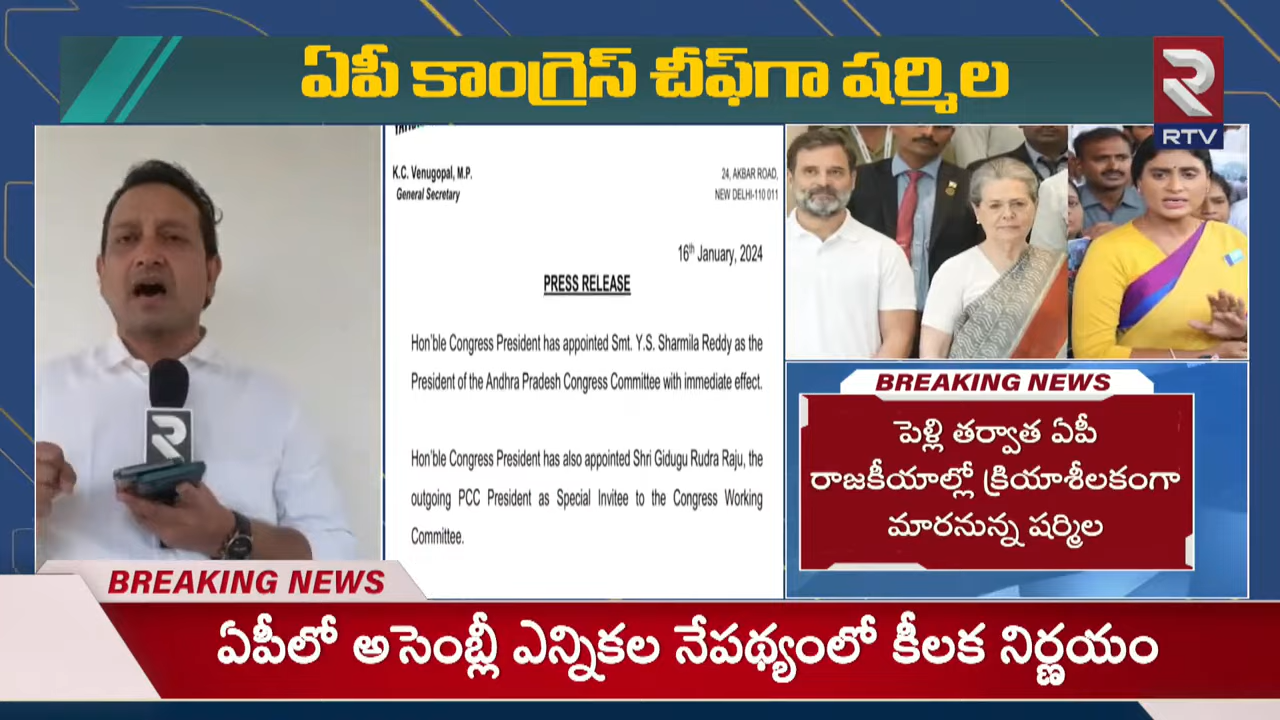 ఏపీ కాంగ్రెస్ చీఫ్‌గా షర్మిల
RTV
K.C. Venugopal, M.P.
General Secretary
24, AKBAR ROAD,
NEW DELHI-110 011
16th January, 2024
PRESS RELEASE
Hon'ble Congress President has appointed Smt. Y.S. Sharmila Reddy as the
President of the Andhra Pradesh Congress Committee with immediate effect.
Hon'ble Congress President has also appointed Shri Gidugu Rudra Raju, the
outgoing PCC President as Special Invitee to the Congress Working
Committee.
BREAKING NEWS
పెళ్లి తర్వాత ఏపీ
రాజకీయాల్లో క్రియాశీలకంగా
మారనున్న షర్మిల
BREAKING NEWS
ఏపీలో అసెంబ్లీ ఎన్నికల నేపథ్యంలో కీలక నిర్ణయం